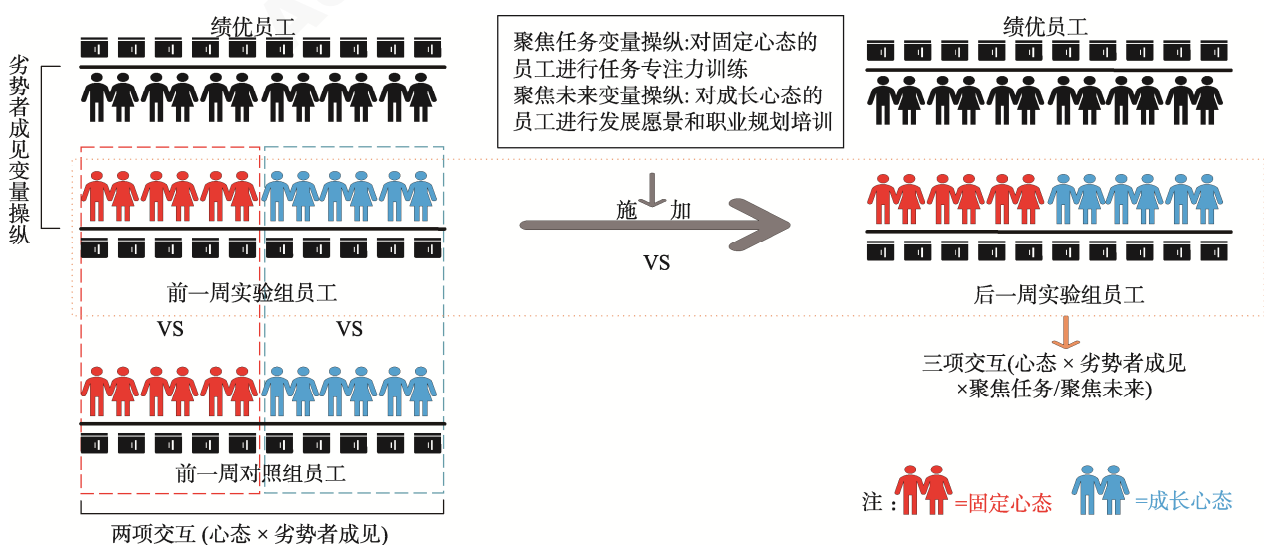 绩优员工
劣势者成见变量操纵
前一周实验组员工
VS
VS
前一周对照组员工
两项交互 (心态 × 劣势者成见)
聚焦任务变量操纵:对固定心态的
员工进行任务专注力训练
聚焦未来变量操纵: 对成长心态的
员工进行发展愿景和职业规划培训
施 加
VS
绩优员工
后一周实验组员工
三项交互(心态 × 劣势者成见
×聚焦任务/聚焦未来)
注: =固定心态 =成长心态